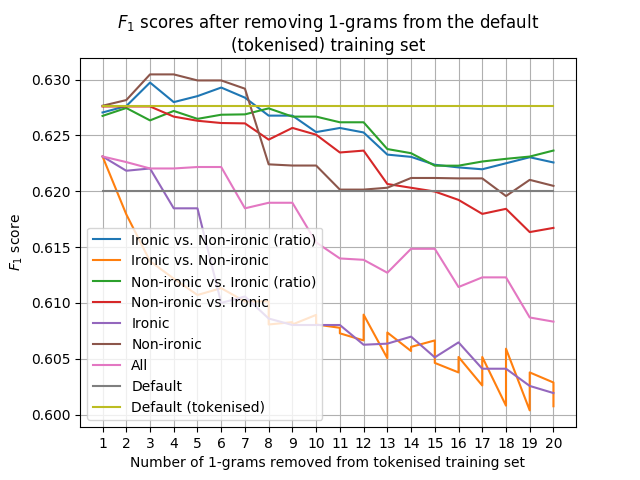 F₁ scores after removing 1-grams from the default
(tokenised) training set
F₁ score
0.630
0.625
0.620
0.615
0.610
0.605
0.600
Ironic vs. Non-ironic (ratio)
Ironic vs. Non-ironic
Non-ironic vs. Ironic (ratio)
Non-ironic vs. Ironic
Ironic
Non-ironic
All
Default
Default (tokenised)
1 2 3 4 5 6 7 8 9 10 11 12 13 14 15 16 17 18 19 20
Number of 1-grams removed from tokenised training set